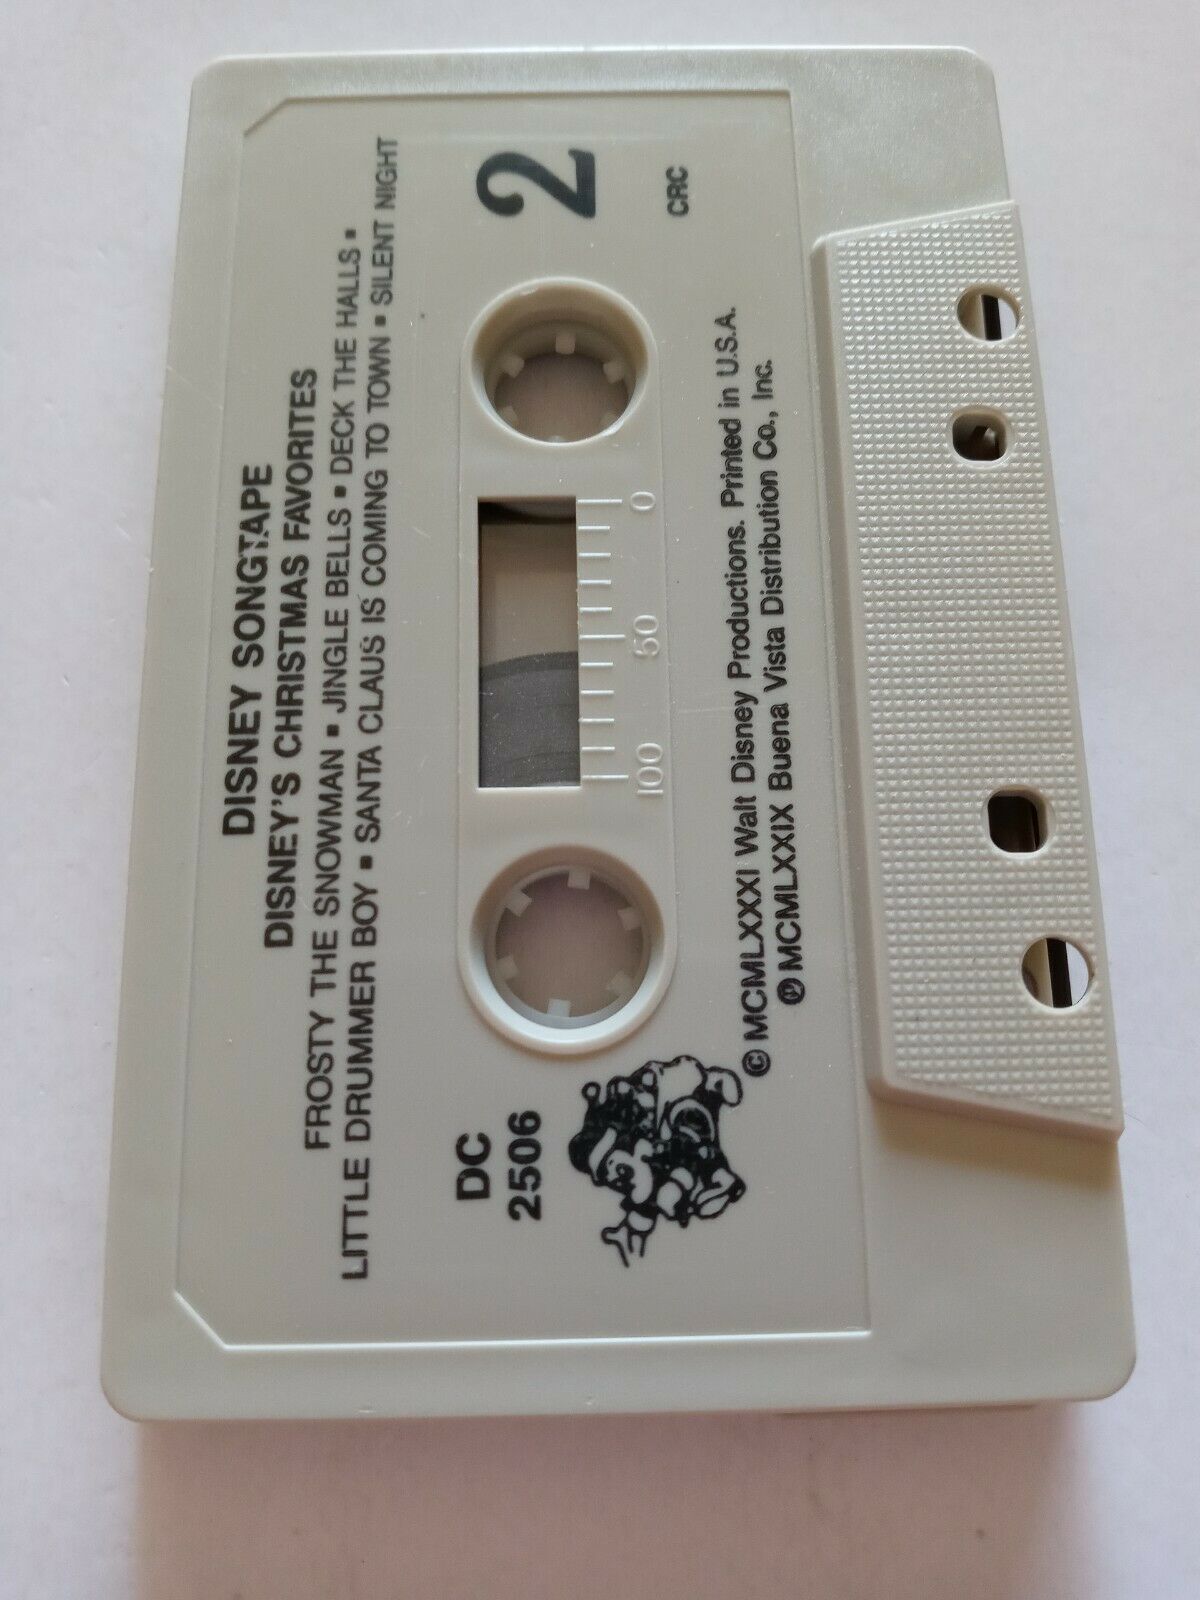 DISNEY SONGTAPE
DISNEY'S CHRISTMAS FAVORITES
FROSTY THE SNOWMAN ▪ JINGLE BELLS ▪ DECK THE HALLS ▪
LITTLE DRUMMER BOY ▪ SANTA CLAUS IS COMING TO TOWN ▪ SILENT NIGHT
DC
2506
2
100 50 0
CRC
© MCMLXXXI Walt Disney Productions. Printed in U.S.A.
℗ MCMLXXIX Buena Vista Distribution Co., Inc.